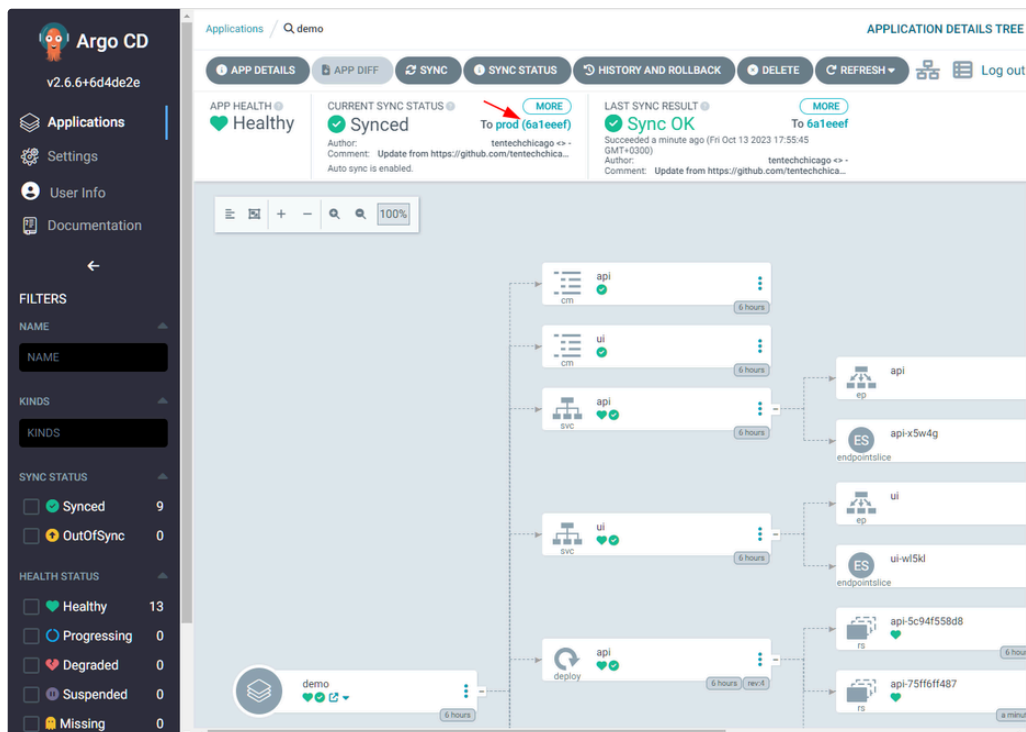 Argo CD
v2.6.6+6d4de2e
Applications
Settings
User Info
Documentation
FILTERS
NAME
NAME
KINDS
KINDS
SYNC STATUS
Synced 9
OutOfSync 0
HEALTH STATUS
Healthy 13
Progressing 0
Degraded 0
Suspended 0
Missing 0
Applications / demo
APPLICATION DETAILS TREE
APP DETAILS
APP DIFF
SYNC
SYNC STATUS
HISTORY AND ROLLBACK
DELETE
REFRESH
Log out
APP HEALTH
Healthy
CURRENT SYNC STATUS
MORE
Synced
To prod (6a1eeef)
Author: tentechchicago <> -
Comment: Update from https://github.com/tentechchica...
Auto sync is enabled.
LAST SYNC RESULT
MORE
Sync OK
To 6a1eeef
Succeeded a minute ago (Fri Oct 13 2023 17:55:45
GMT+0300)
Author: tentechchicago <> -
Comment: Update from https://github.com/tentechchica...
100%
demo
6 hours
api
cm
6 hours
ui
cm
6 hours
api
svc
6 hours
ui
svc
6 hours
api
deploy
6 hours
rev:4
api
ep
ES
api-x5w4g
endpointslice
ui
ep
ES
ui-wl5kl
endpointslice
api-5c94f558d8
rs
6 hou
api-75ff6ff487
rs
a minut